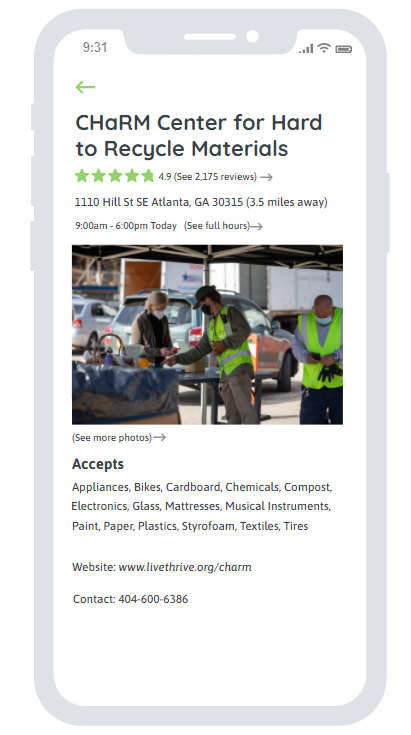 9:31
CHaRM Center for Hard
to Recycle Materials
4.9 (See 2,175 reviews)
1110 Hill St SE Atlanta, GA 30315 (3.5 miles away)
9:00am - 6:00pm Today (See full hours)
(See more photos)
Accepts
Appliances, Bikes, Cardboard, Chemicals, Compost,
Electronics, Glass, Mattresses, Musical Instruments,
Paint, Paper, Plastics, Styrofoam, Textiles, Tires
Website: www.livethrive.org/charm
Contact: 404-600-6386